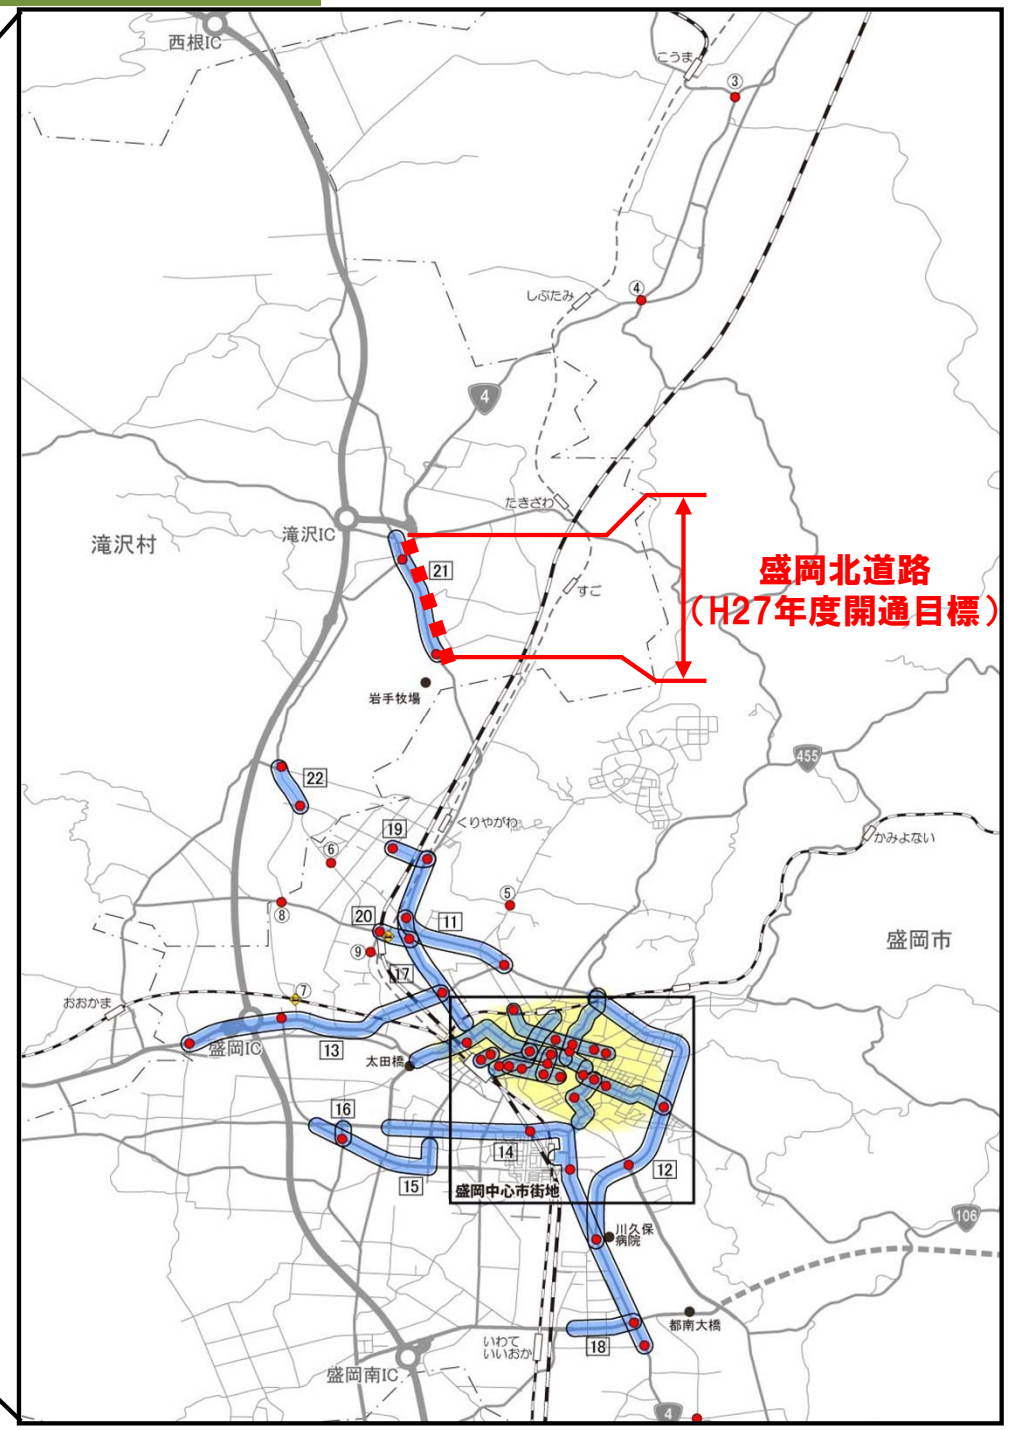 西根IC
こうま
③
④
しぶたみ
4
たきざわ
滝沢IC
滝沢村
21
すご
盛岡北道路
（H27年度開通目標）
岩手牧場
455
22
くりやがわ
19
かみよない
⑥
⑤
⑧
20
11
⑨
盛岡市
17
⑦
おおかま
盛岡IC
13
太田橋
16
14
12
15
盛岡中心市街地
106
川久保
病院
都南大橋
18
いわて
いいおか
盛岡南IC
4